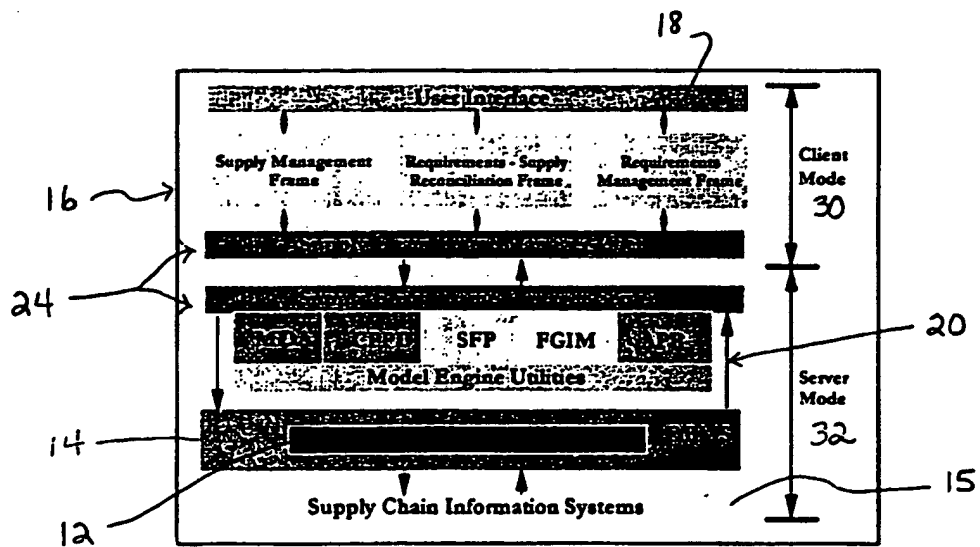 18
User Interface
Supply Management Frame
Requirements - Supply Reconciliation Frame
Requirements Management Frame
Client Mode
30
16
24
SFP
FGIM
APR
20
Model Engine Utilities
Server Mode
32
14
12
15
Supply Chain Information Systems